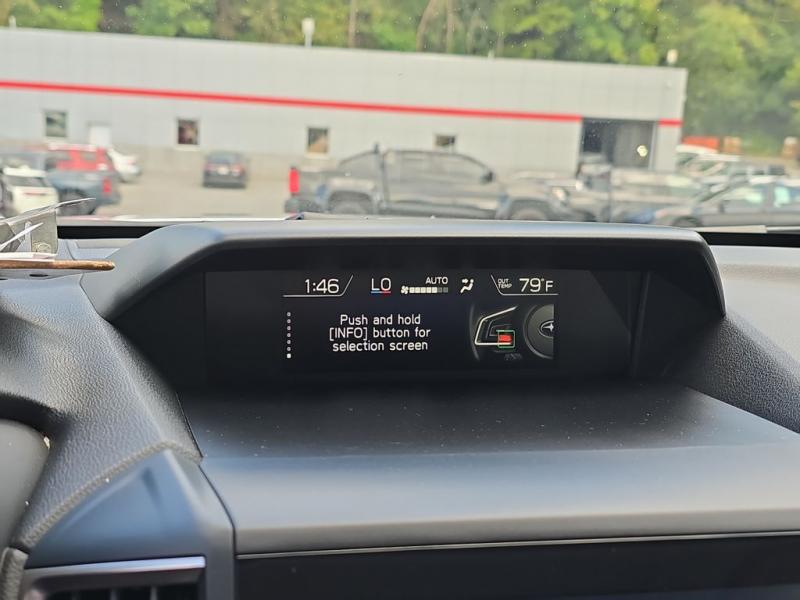 1:46 LO AUTO OUT TEMP 79°F
Push and hold
[INFO] button for
selection screen